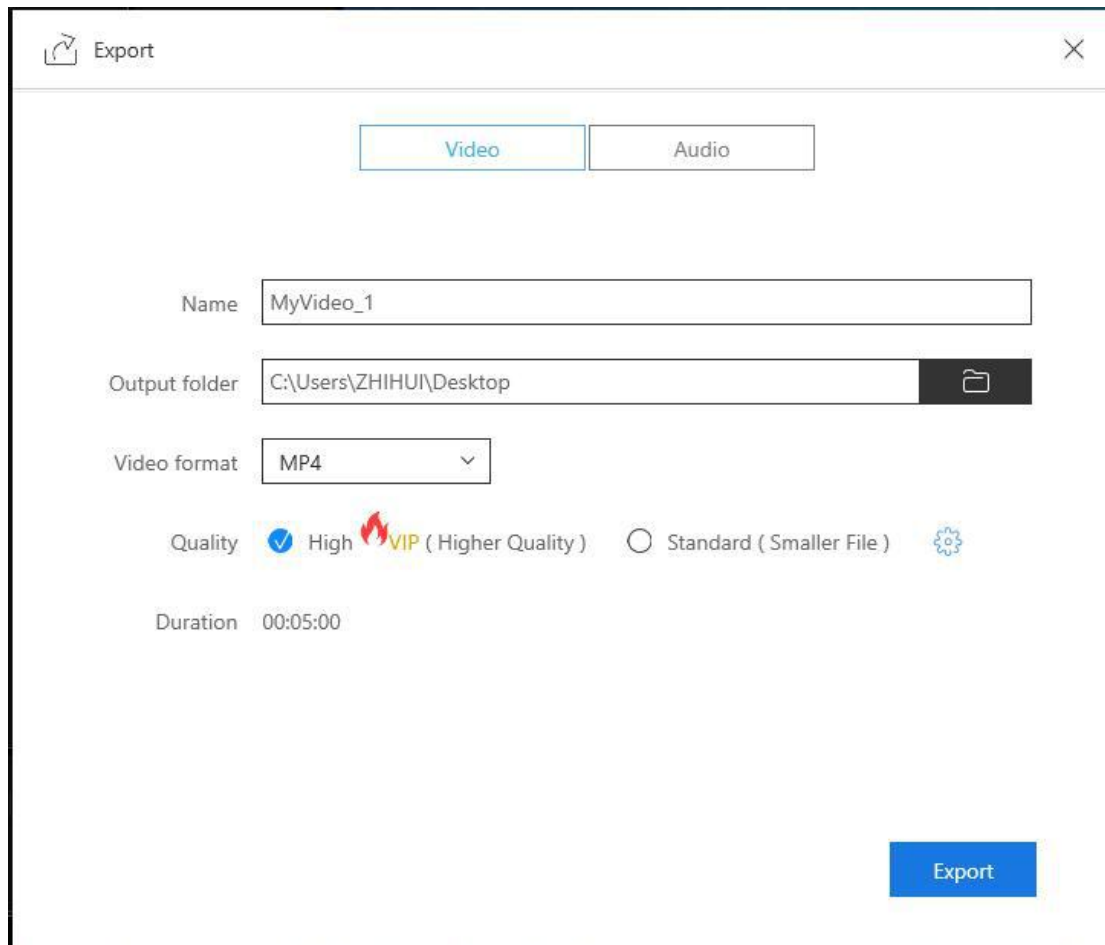 Export
Video Audio
Name MyVideo_1
Output folder C:\Users\ZHIHUI\Desktop
Video format MP4
Quality High VIP ( Higher Quality ) Standard ( Smaller File )
Duration 00:05:00
Export